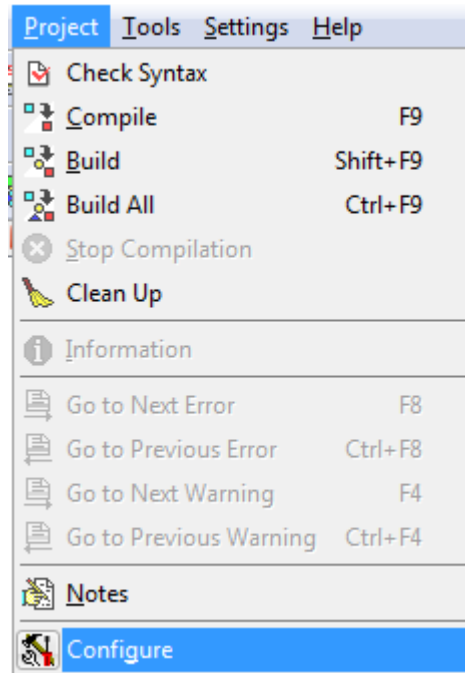 Project Tools Settings Help
Check Syntax
Compile F9
Build Shift+F9
Build All Ctrl+F9
Stop Compilation
Clean Up
Information
Go to Next Error F8
Go to Previous Error Ctrl+F8
Go to Next Warning F4
Go to Previous Warning Ctrl+F4
Notes
Configure